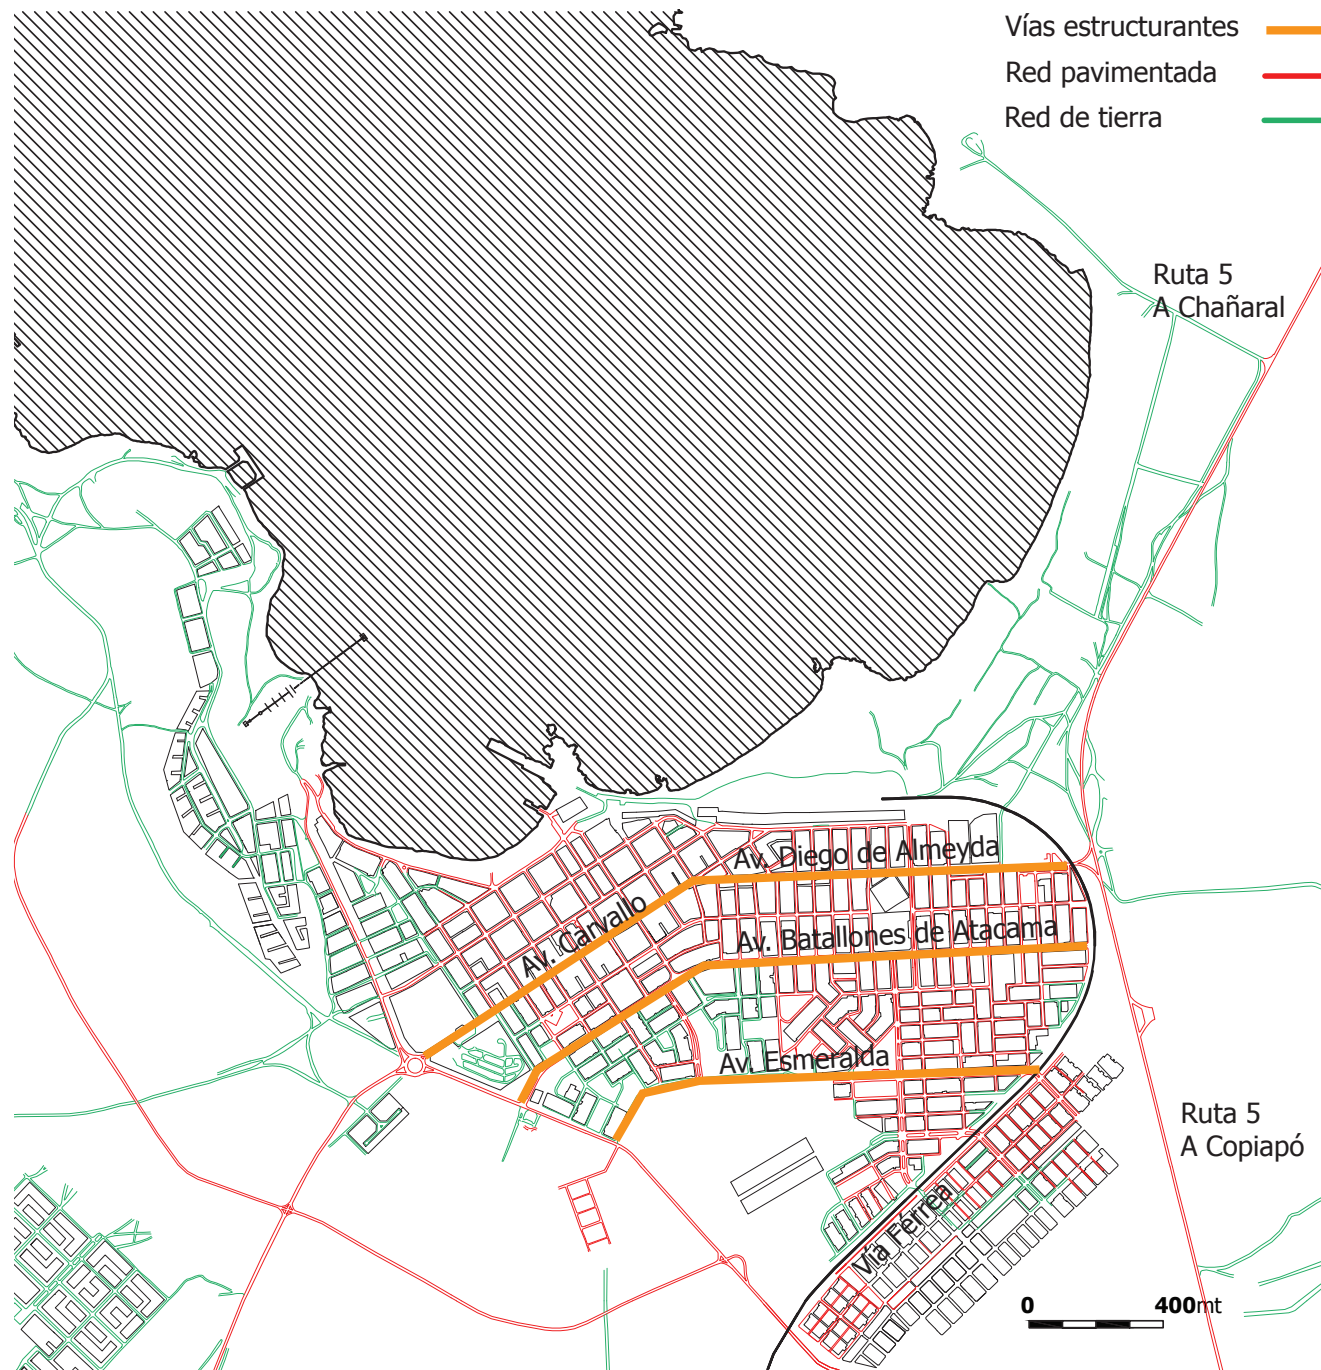 Vías estructurantes
Red pavimentada
Red de tierra
Ruta 5
A Chañaral
Av. Diego de Almeyda
Av. Carvallo
Av. Batallones de Atacama
Av. Esmeralda
Ruta 5
A Copiapó
Vía Férrea
0 400mt